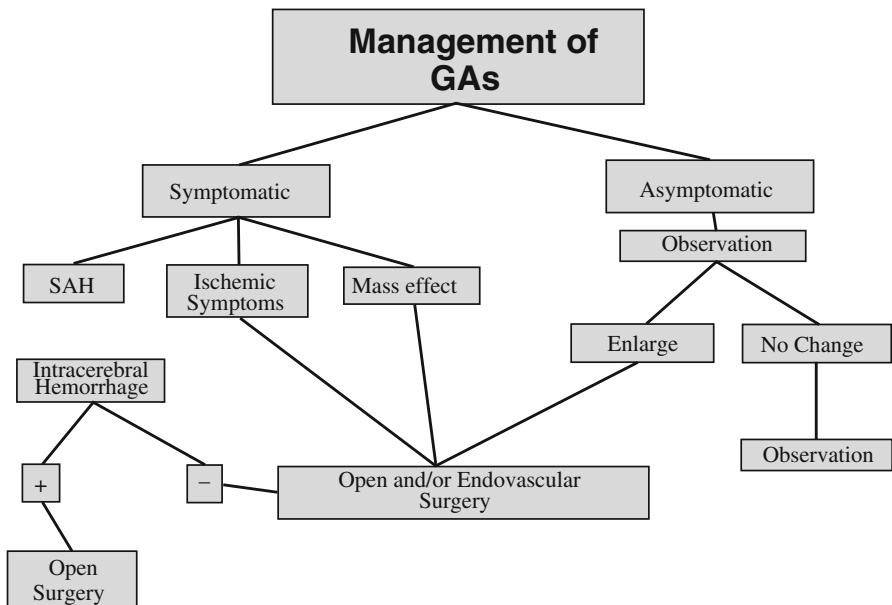 Management of
GAs
Symptomatic
Asymptomatic
Observation
SAH
Ischemic
Symptoms
Mass effect
Enlarge
No Change
Intracerebral
Hemorrhage
Observation
+
−
Open and/or Endovascular
Surgery
Open
Surgery